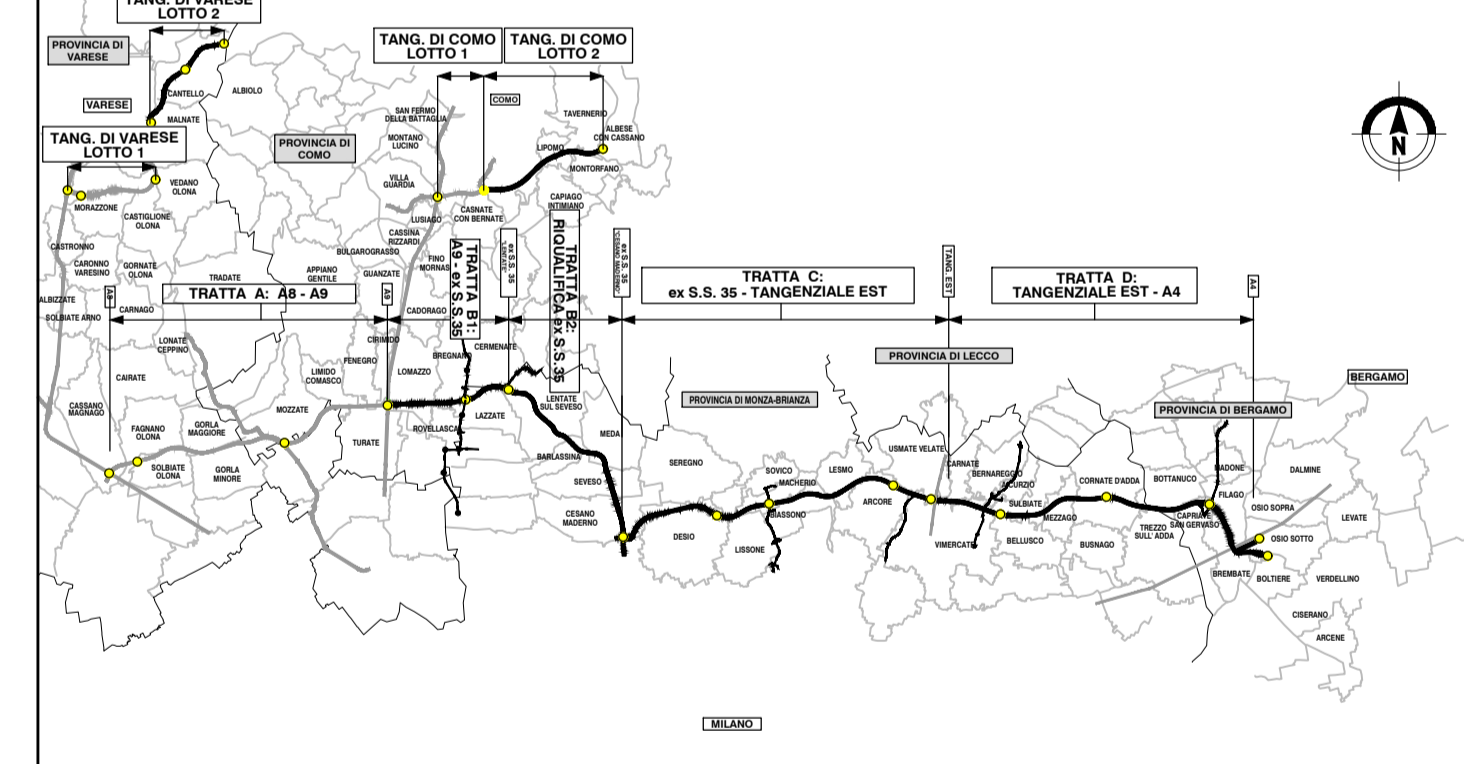 TANG. DI VARESE
LOTTO 2
PROVINCIA DI
VARESE
VARESE
CANTELLO
ALBIOLO
MALNATE
TANG. DI VARESE
LOTTO 1
PROVINCIA DI
COMO
TANG. DI COMO
LOTTO 1
TANG. DI COMO
LOTTO 2
COMO
SAN FERMO
DELLA BATTAGLIA
MONTANO
LUCINO
VILLA
GUARDIA
TAVERNERIO
ALBESE
CON CASSANO
LIPOMO
MONTORFANO
CAPIAGO
INTIMIANO
CASNATE
CON BERNATE
LUSIAGO
CASSINA
RIZZARDI
BULGAROGRASSO
FINO
MORNAS
GUANZATE
APPIANO
GENTILE
VEDANO
OLONA
MORAZZONE
CASTIGLIONE
OLONA
CASTRONNO
CARONNO
VARESINO
GORNATE
OLONA
TRADATE
ALBIZZATE
SOLBIATE ARNO
CARNAGO
A8
TRATTA A: A8 - A9
A9
TRATTA B1:
A9 - ex S.S.35
ex S.S. 35
"LENTATE"
TRATTA B2:
RIQUALIFICA ex S.S.35
ex S.S. 35
"CESANO MADERNO"
TRATTA C:
ex S.S. 35 - TANGENZIALE EST
TANG. EST
TRATTA D:
TANGENZIALE EST - A4
A4
N
CADORAGO
CIRIMIDO
FENEGRO
BREGNANO
CERMENATE
LOMAZZO
LIMIDO
COMASCO
LONATE
CEPPINO
CAIRATE
CASSANO
MAGNAGO
FAGNANO
OLONA
GORLA
MAGGIORE
MOZZATE
SOLBIATE
OLONA
GORLA
MINORE
TURATE
ROVELLASCA
LAZZATE
LENTATE
SUL SEVESO
MEDA
BARLASSINA
SEVESO
CESANO
MADERNO
PROVINCIA DI MONZA-BRIANZA
PROVINCIA DI LECCO
PROVINCIA DI BERGAMO
BERGAMO
SEREGNO
DESIO
SOVICO
MACHERIO
BIASSONO
LISSONE
LESMO
ARCORE
USMATE VELATE
CARNATE
BERNAREGGIO
AICURZIO
SULBIATE
VIMERCATE
MEZZAGO
BELLUSCO
CORNATE D'ADDA
BUSNAGO
BOTTANUCO
TREZZO
SULL' ADDA
CAPRIATE
SAN GERVASO
MADONE
FILAGO
DALMINE
OSIO SOPRA
OSIO SOTTO
LEVATE
BREMBATE
BOLTIERE
VERDELLINO
CISERANO
ARCENE
MILANO